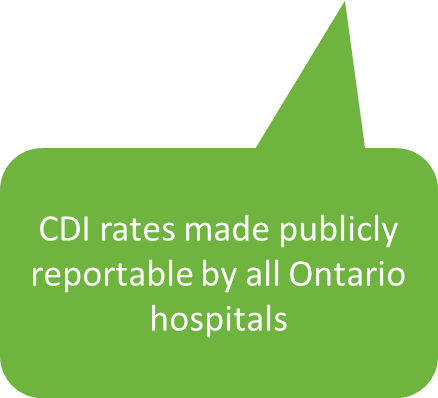 CDI rates made publicly
reportable by all Ontario
hospitals